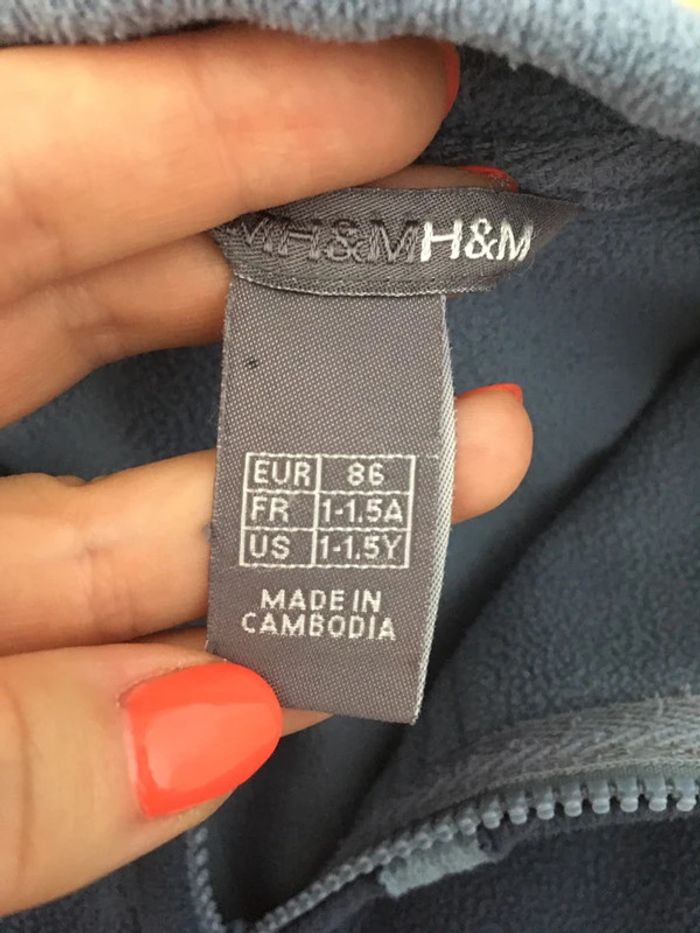 H&M H&M
EUR 86
FR 1-1.5A
US 1-1.5Y
MADE IN
CAMBODIA